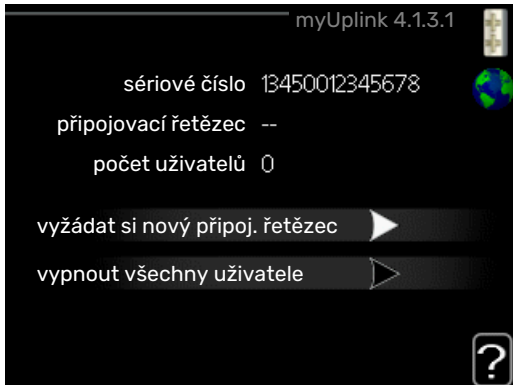 myUplink 4.1.3.1
sériové číslo 13450012345678
připojovací řetězec --
počet uživatelů 0
vyžádat si nový připoj. řetězec
vypnout všechny uživatele
?